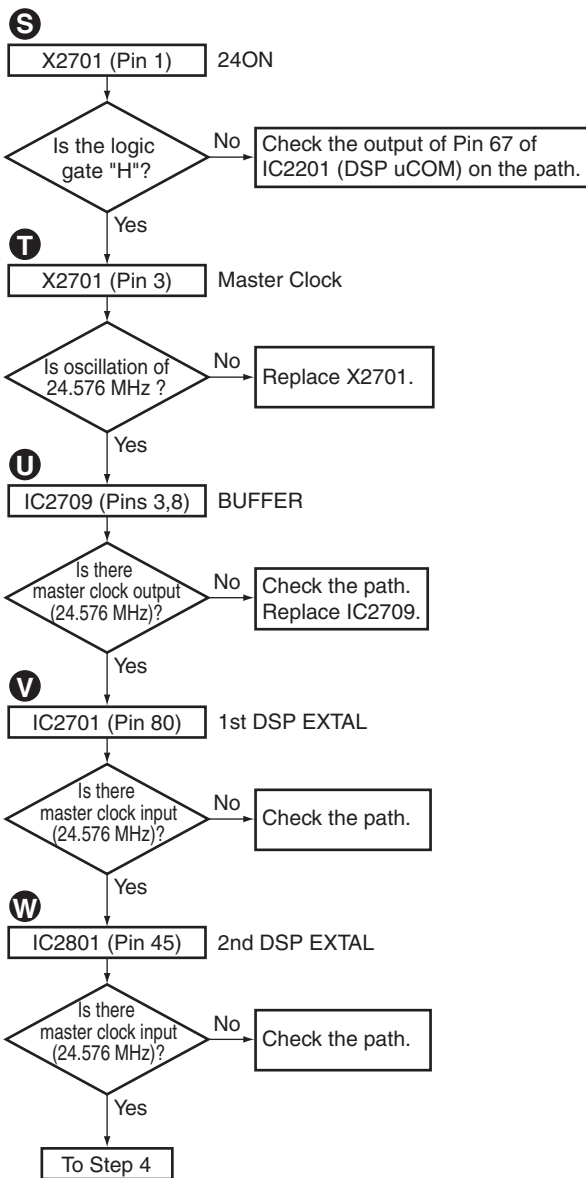 S
X2701 (Pin 1) 24ON
Is the logic
gate "H"?
No
Check the output of Pin 67 of
IC2201 (DSP uCOM) on the path.
Yes
T
X2701 (Pin 3) Master Clock
Is oscillation of
24.576 MHz ?
No
Replace X2701.
Yes
U
IC2709 (Pins 3,8) BUFFER
Is there
master clock output
(24.576 MHz)?
No
Check the path.
Replace IC2709.
Yes
V
IC2701 (Pin 80) 1st DSP EXTAL
Is there
master clock input
(24.576 MHz)?
No
Check the path.
Yes
W
IC2801 (Pin 45) 2nd DSP EXTAL
Is there
master clock input
(24.576 MHz)?
No
Check the path.
Yes
To Step 4